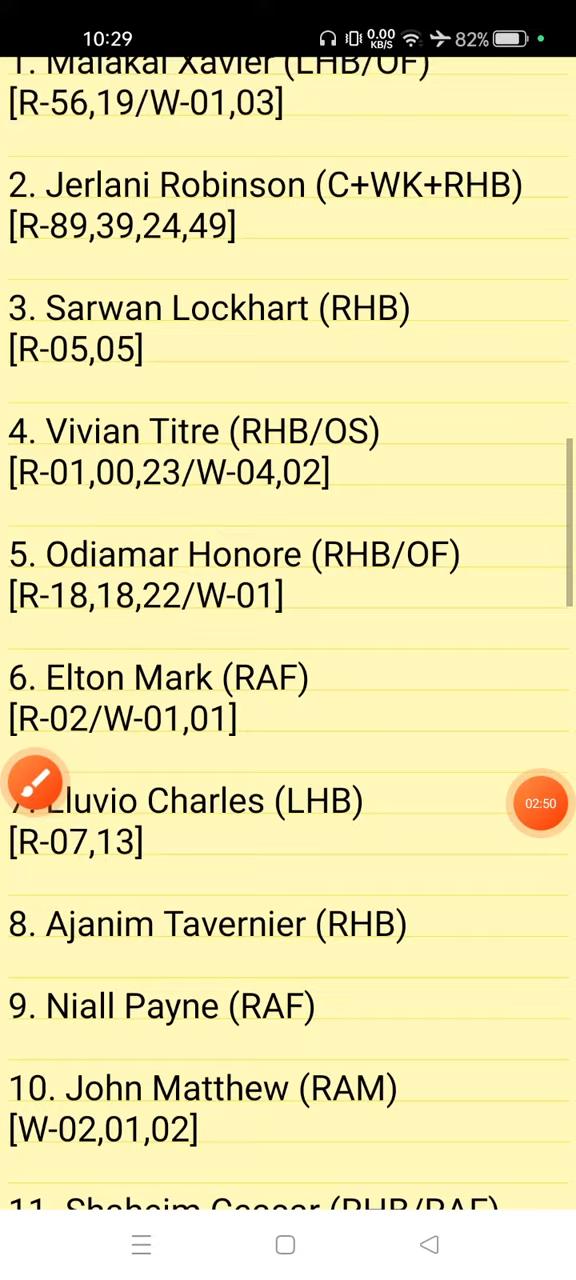 10:29 0.00 KB/S 82%
1. Malakai Xavier (LHB/OF)
[R-56,19/W-01,03]
2. Jerlani Robinson (C+WK+RHB)
[R-89,39,24,49]
3. Sarwan Lockhart (RHB)
[R-05,05]
4. Vivian Titre (RHB/OS)
[R-01,00,23/W-04,02]
5. Odiamar Honore (RHB/OF)
[R-18,18,22/W-01]
6. Elton Mark (RAF)
[R-02/W-01,01]
7. Lluvio Charles (LHB)
02:50
[R-07,13]
8. Ajanim Tavernier (RHB)
9. Niall Payne (RAF)
10. John Matthew (RAM)
[W-02,01,02]
11. (RHB/RAF)